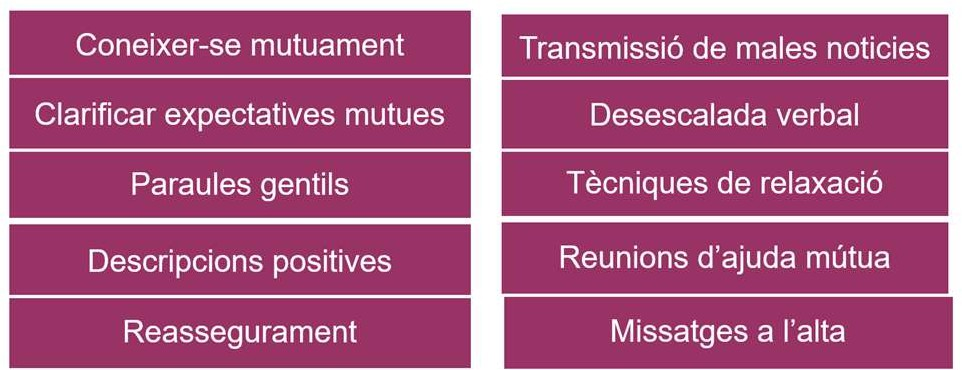 Coneixer-se mutuament
Clarificar expectatives mutues
Paraules gentils
Descripcions positives
Reassegurament
Transmissió de males noticies
Desescalada verbal
Tècniques de relaxació
Reunions d’ajuda mútua
Missatges a l’alta